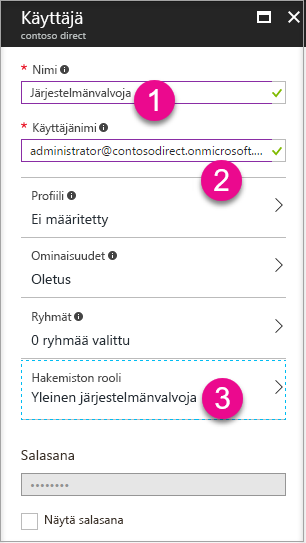 Käyttäjä
contoso direct
* Nimi
Järjestelmänvalvoja
1
* Käyttäjänimi
administrator@contosodirect.onmicrosoft....
2
Profiili
Ei määritetty
Ominaisuudet
Oletus
Ryhmät
0 ryhmää valittu
Hakemiston rooli
Yleinen järjestelmänvalvoja
3
Salasana
••••••••
Näytä salasana